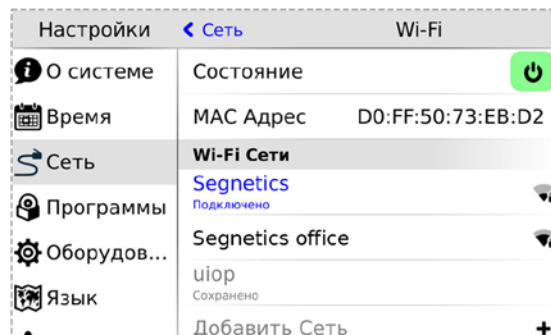 Настройки
Сеть
Wi-Fi
О системе
Состояние
Время
MAC Адрес
D0:FF:50:73:EB:D2
Сеть
Wi-Fi Сети
Segnetics
Подключено
Программы
Segnetics office
Оборудов...
uiop
Сохранено
Язык
Добавить Сеть